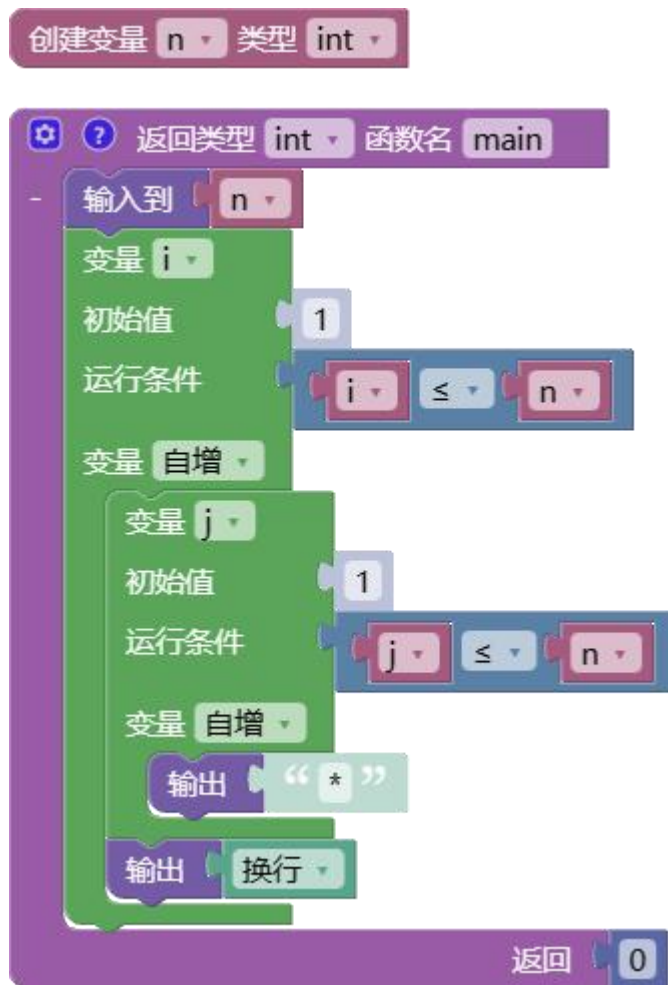 创建变量 n 类型 int
? 返回类型 int 函数名 main
- 输入到 n
变量 i
初始值 1
运行条件 i ≤ n
变量 自增
变量 j
初始值 1
运行条件 j ≤ n
变量 自增
输出 “ * ”
输出 换行
返回 0